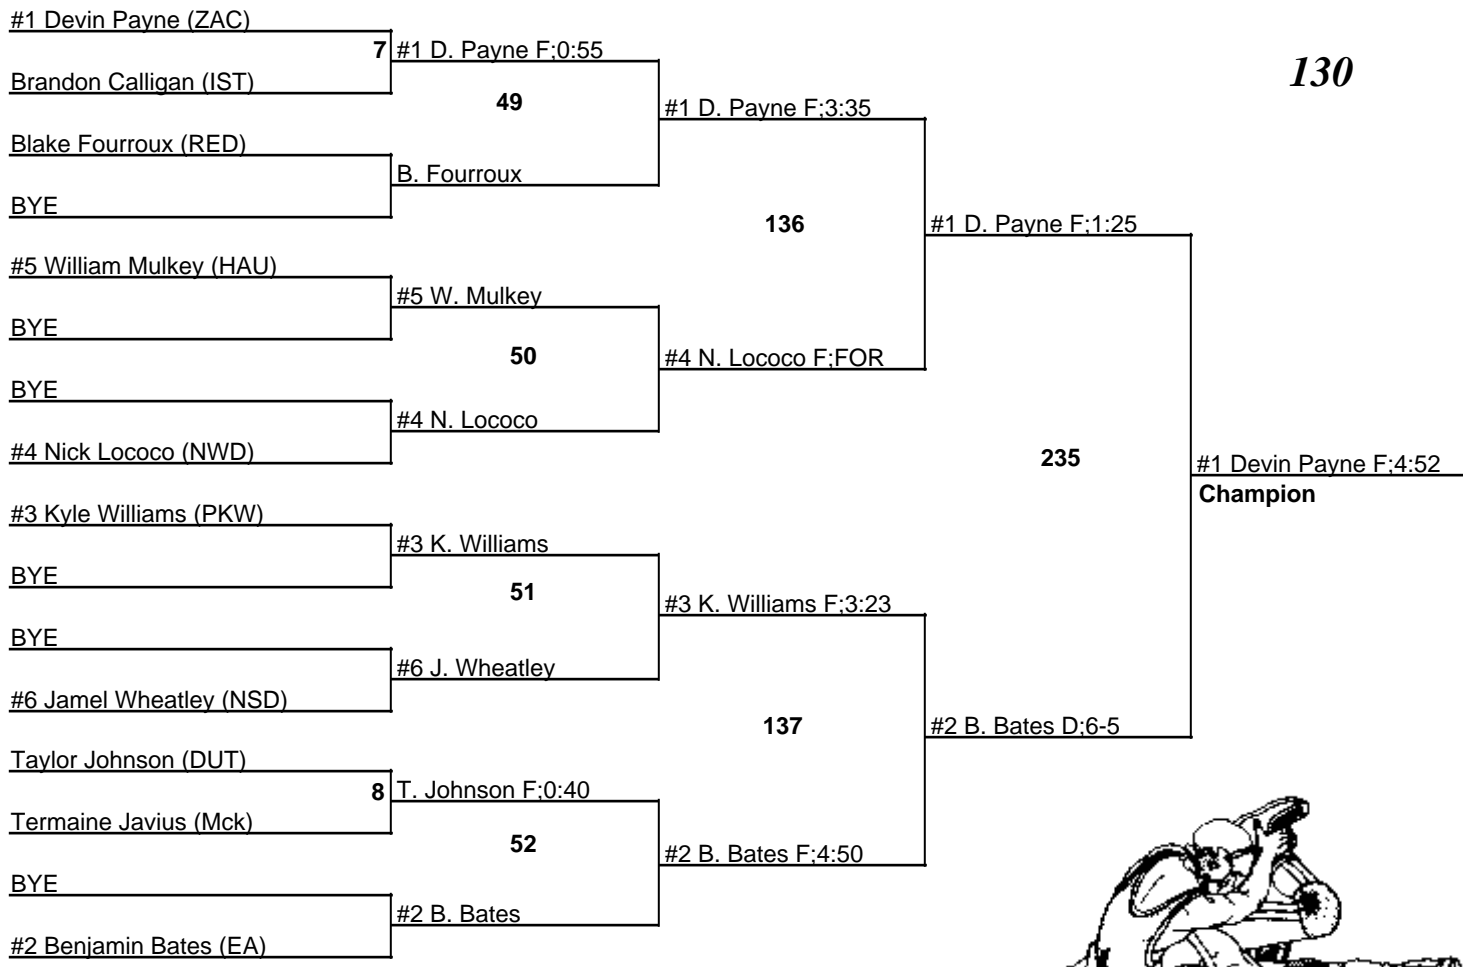 #1 Devin Payne (ZAC)
7 #1 D. Payne F;0:55
130
Brandon Calligan (IST)
49
#1 D. Payne F;3:35
Blake Fourroux (RED)
B. Fourroux
BYE
136
#1 D. Payne F;1:25
#5 William Mulkey (HAU)
#5 W. Mulkey
BYE
50
#4 N. Lococo F;FOR
BYE
#4 N. Lococo
#4 Nick Lococo (NWD)
235
#1 Devin Payne F;4:52
Champion
#3 Kyle Williams (PKW)
#3 K. Williams
BYE
51
#3 K. Williams F;3:23
BYE
#6 J. Wheatley
#6 Jamel Wheatley (NSD)
137
#2 B. Bates D;6-5
Taylor Johnson (DUT)
8 T. Johnson F;0:40
Termaine Javius (Mck)
52
#2 B. Bates F;4:50
BYE
#2 B. Bates
#2 Benjamin Bates (EA)